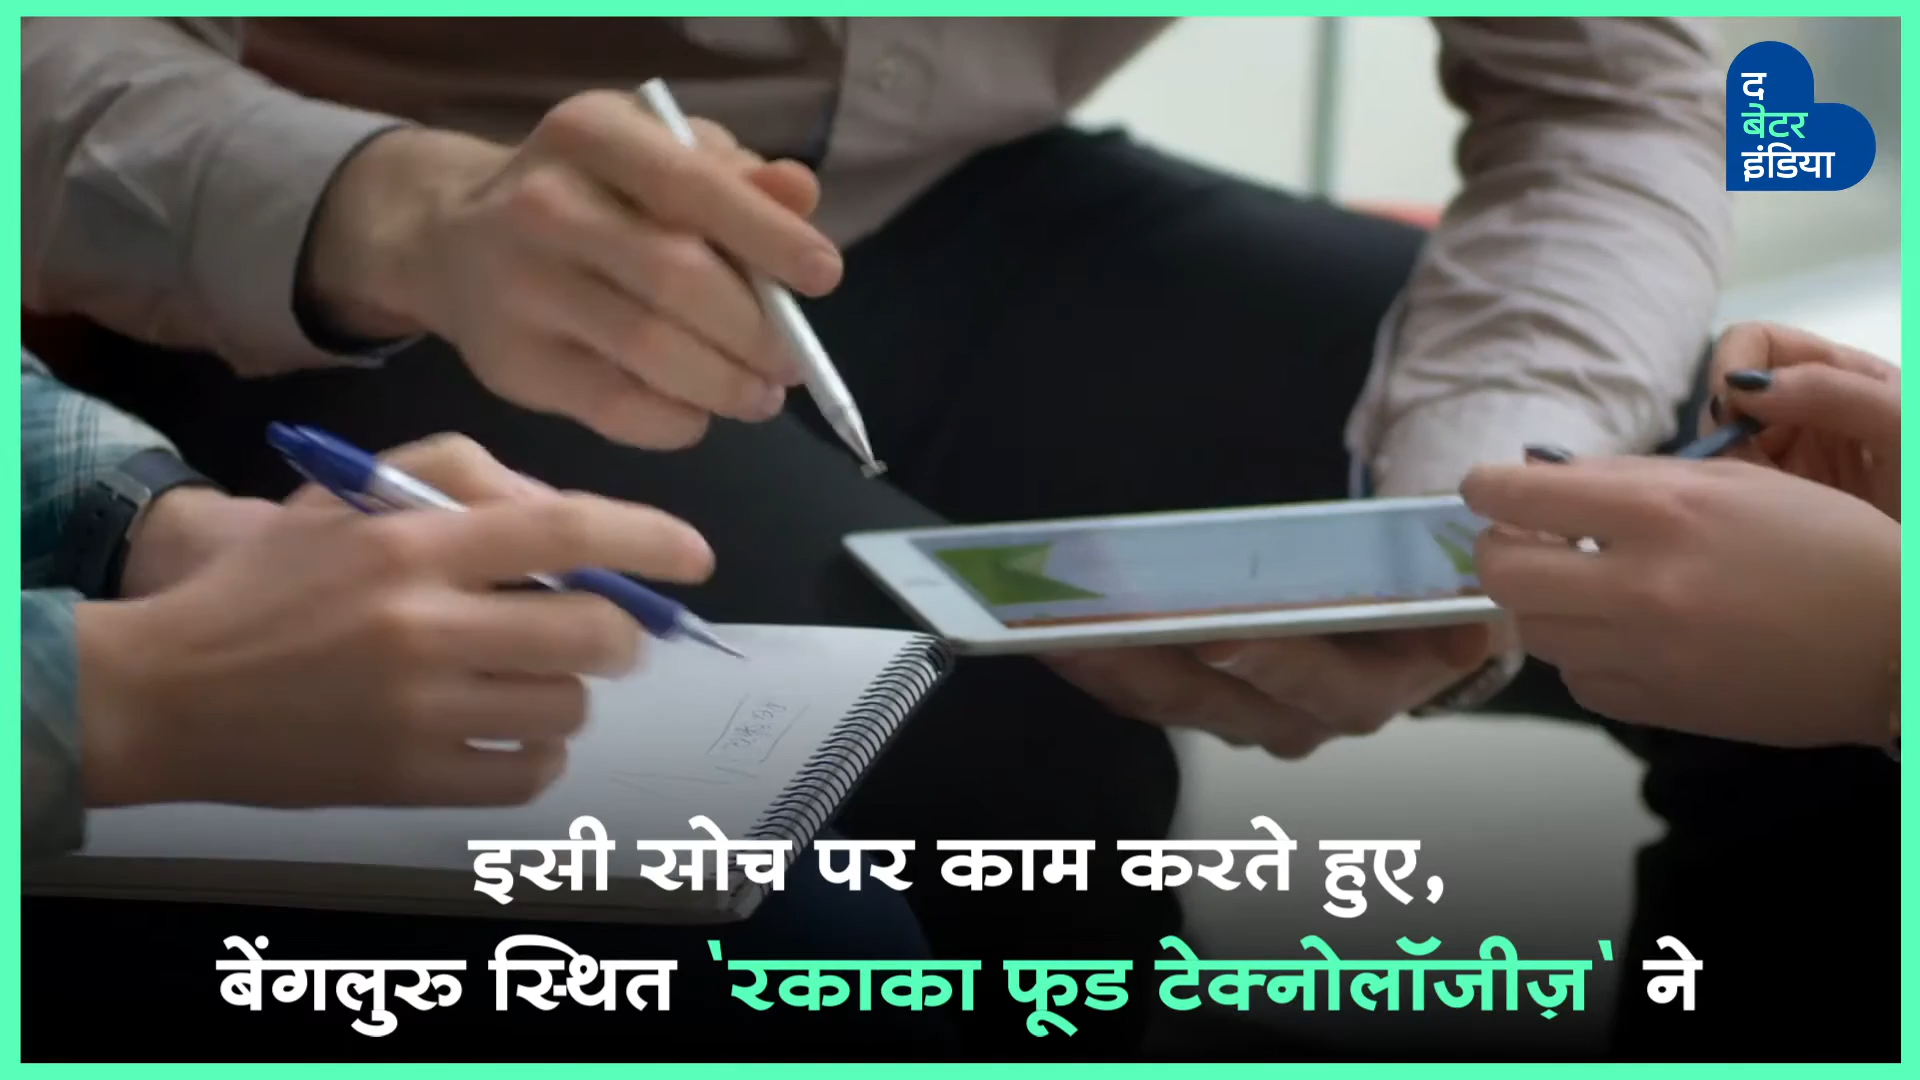 द
बेटर
इंडिया
इसी सोच पर काम करते हुए,
बेंगलुरु स्थित 'रकाका फूड टेक्नोलॉजीज़' ने